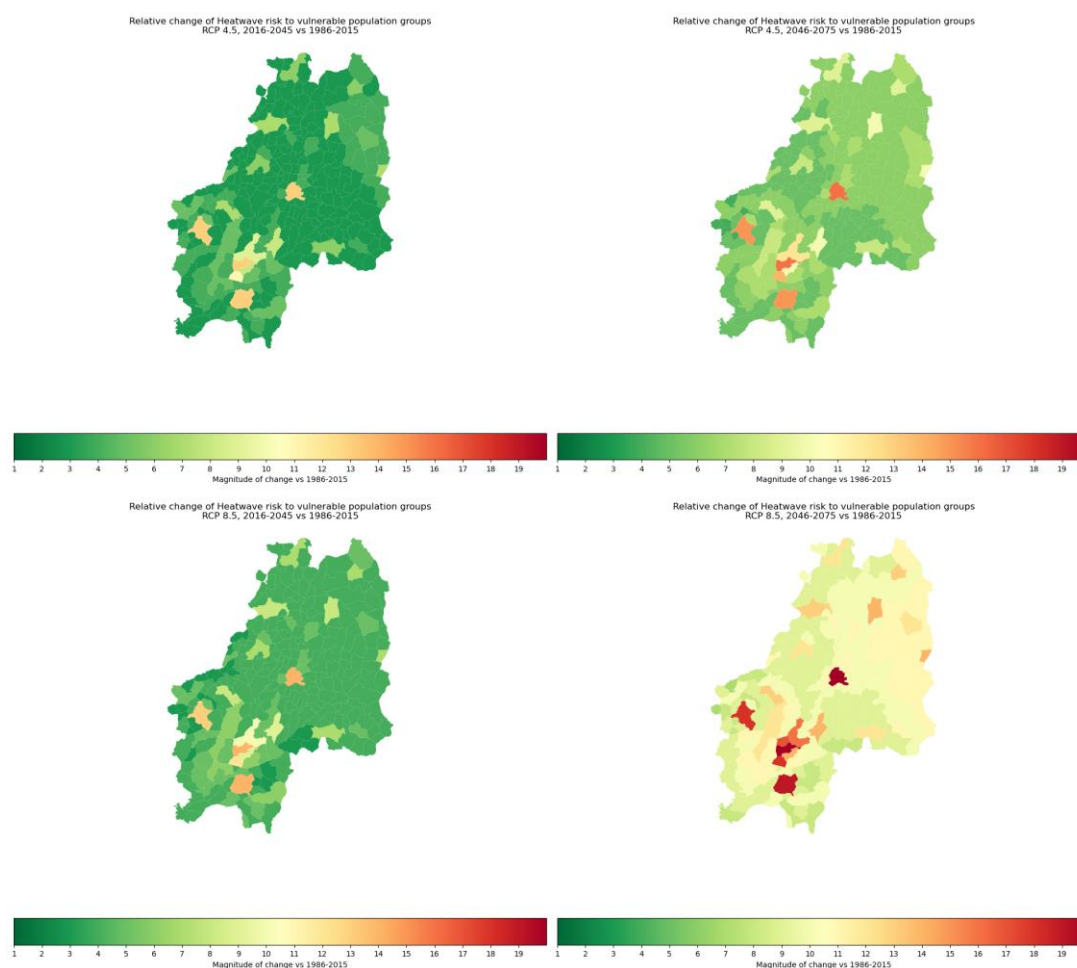 Relative change of Heatwave risk to vulnerable population groups
RCP 4.5, 2016-2045 vs 1986-2015
1 2 3 4 5 6 7 8 9 10 11 12 13 14 15 16 17 18 19
Magnitude of change vs 1986-2015
Relative change of Heatwave risk to vulnerable population groups
RCP 4.5, 2046-2075 vs 1986-2015
1 2 3 4 5 6 7 8 9 10 11 12 13 14 15 16 17 18 19
Magnitude of change vs 1986-2015
Relative change of Heatwave risk to vulnerable population groups
RCP 8.5, 2016-2045 vs 1986-2015
1 2 3 4 5 6 7 8 9 10 11 12 13 14 15 16 17 18 19
Magnitude of change vs 1986-2015
Relative change of Heatwave risk to vulnerable population groups
RCP 8.5, 2046-2075 vs 1986-2015
1 2 3 4 5 6 7 8 9 10 11 12 13 14 15 16 17 18 19
Magnitude of change vs 1986-2015